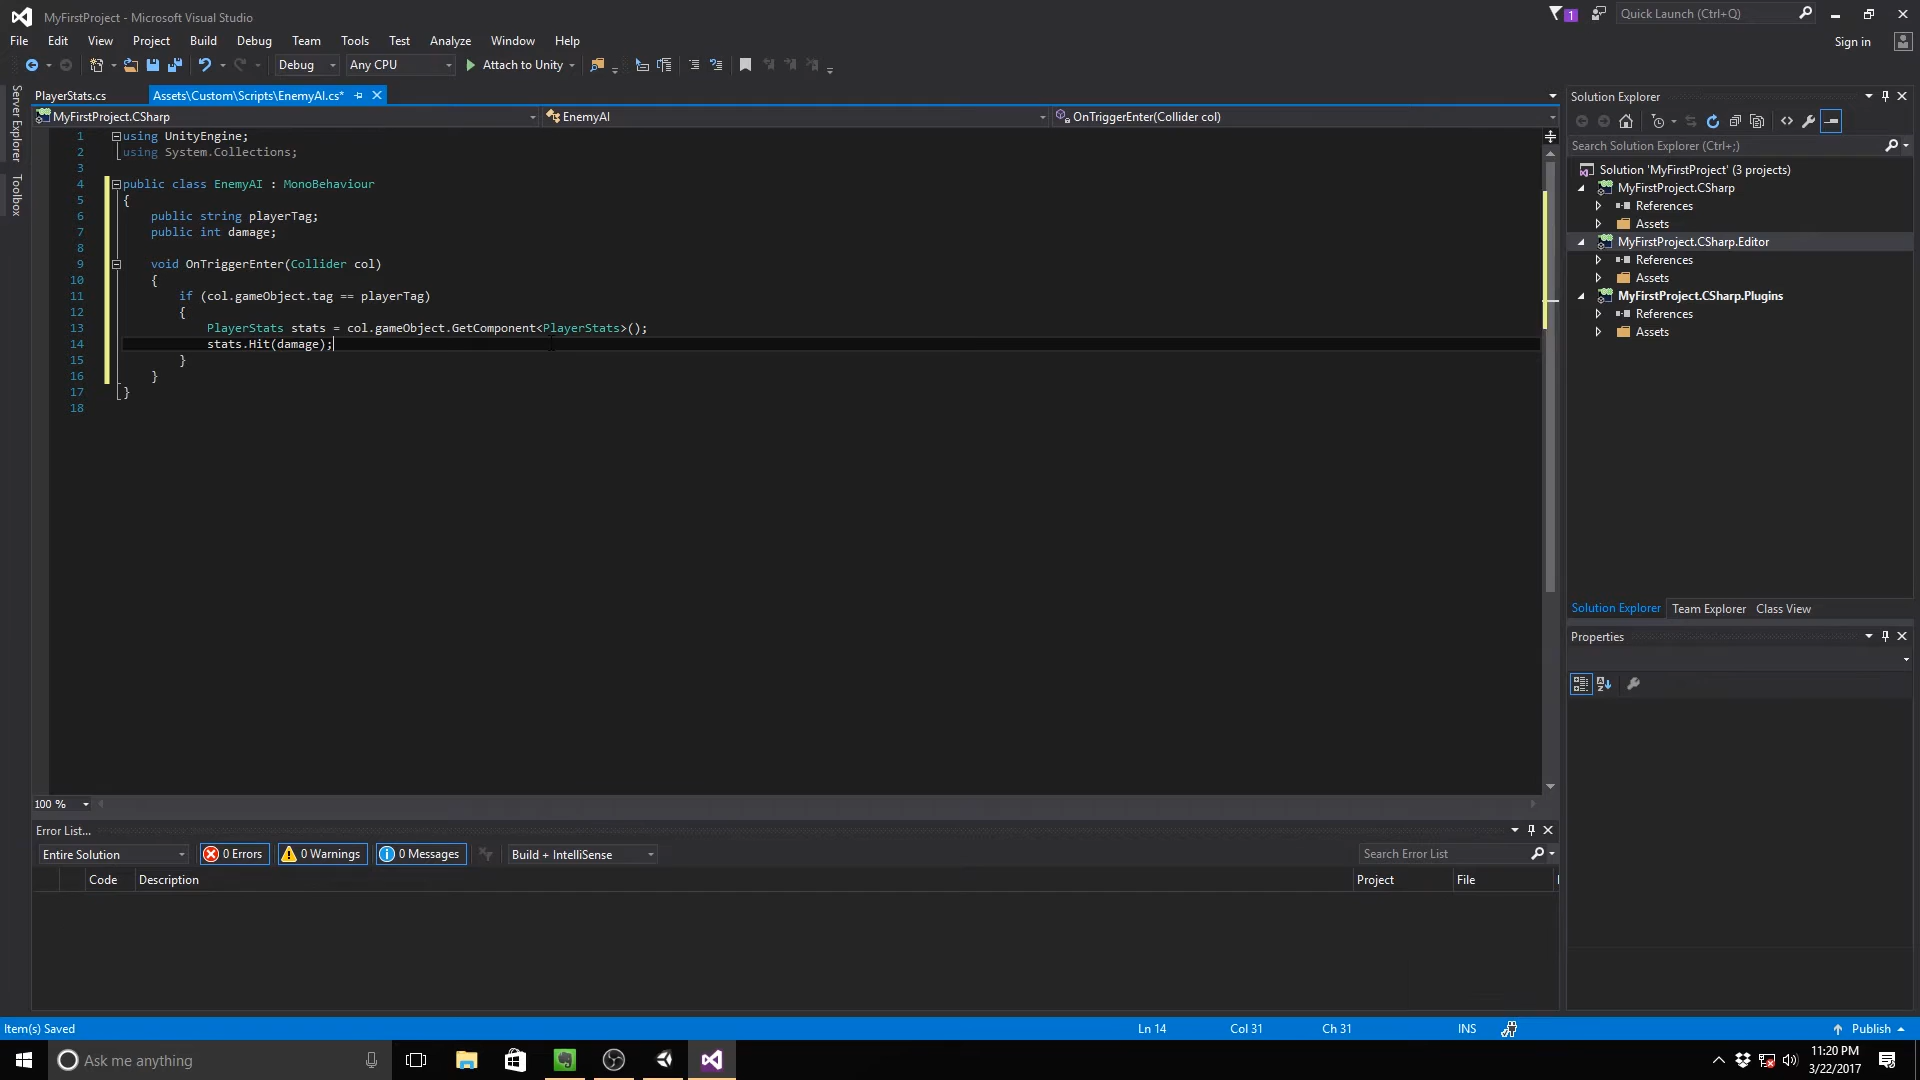 MyFirstProject - Microsoft Visual Studio
1
Quick Launch (Ctrl+Q)
File Edit View Project Build Debug Team Tools Test Analyze Window Help
Sign in
Debug Any CPU Attach to Unity
Server Explorer
Toolbox
PlayerStats.cs Assets\Custom\Scripts\EnemyAI.cs*
MyFirstProject.CSharp EnemyAI OnTriggerEnter(Collider col)
1 using UnityEngine;
2 using System.Collections;
3
4 public class EnemyAI : MonoBehaviour
5 {
6 public string playerTag;
7 public int damage;
8
9 void OnTriggerEnter(Collider col)
10 {
11 if (col.gameObject.tag == playerTag)
12 {
13 PlayerStats stats = col.gameObject.GetComponent<PlayerStats>();
14 stats.Hit(damage);
15 }
16 }
17 }
18
100 %
Solution Explorer
Search Solution Explorer (Ctrl+;)
Solution 'MyFirstProject' (3 projects)
MyFirstProject.CSharp
References
Assets
MyFirstProject.CSharp.Editor
References
Assets
MyFirstProject.CSharp.Plugins
References
Assets
Solution Explorer Team Explorer Class View
Properties
Error List...
Entire Solution 0 Errors 0 Warnings 0 Messages Build + IntelliSense Search Error List
Code Description Project File
Item(s) Saved Ln 14 Col 31 Ch 31 INS Publish
Ask me anything
11:20 PM
3/22/2017